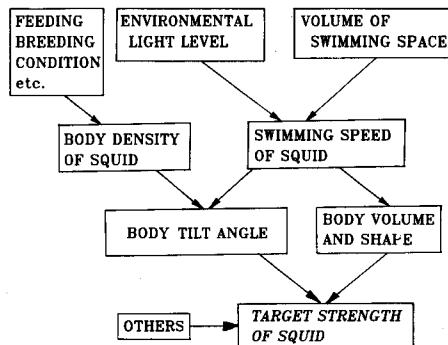 FEEDING
BREEDING
CONDITION
etc.
ENVIRONMENTAL
LIGHT LEVEL
VOLUME OF
SWIMMING SPACE
BODY DENSITY
OF SQUID
SWIMMING SPEED
OF SQUID
BODY TILT ANGLE
BODY VOLUME
AND SHAPE
OTHERS
TARGET STRENGTH
OF SQUID